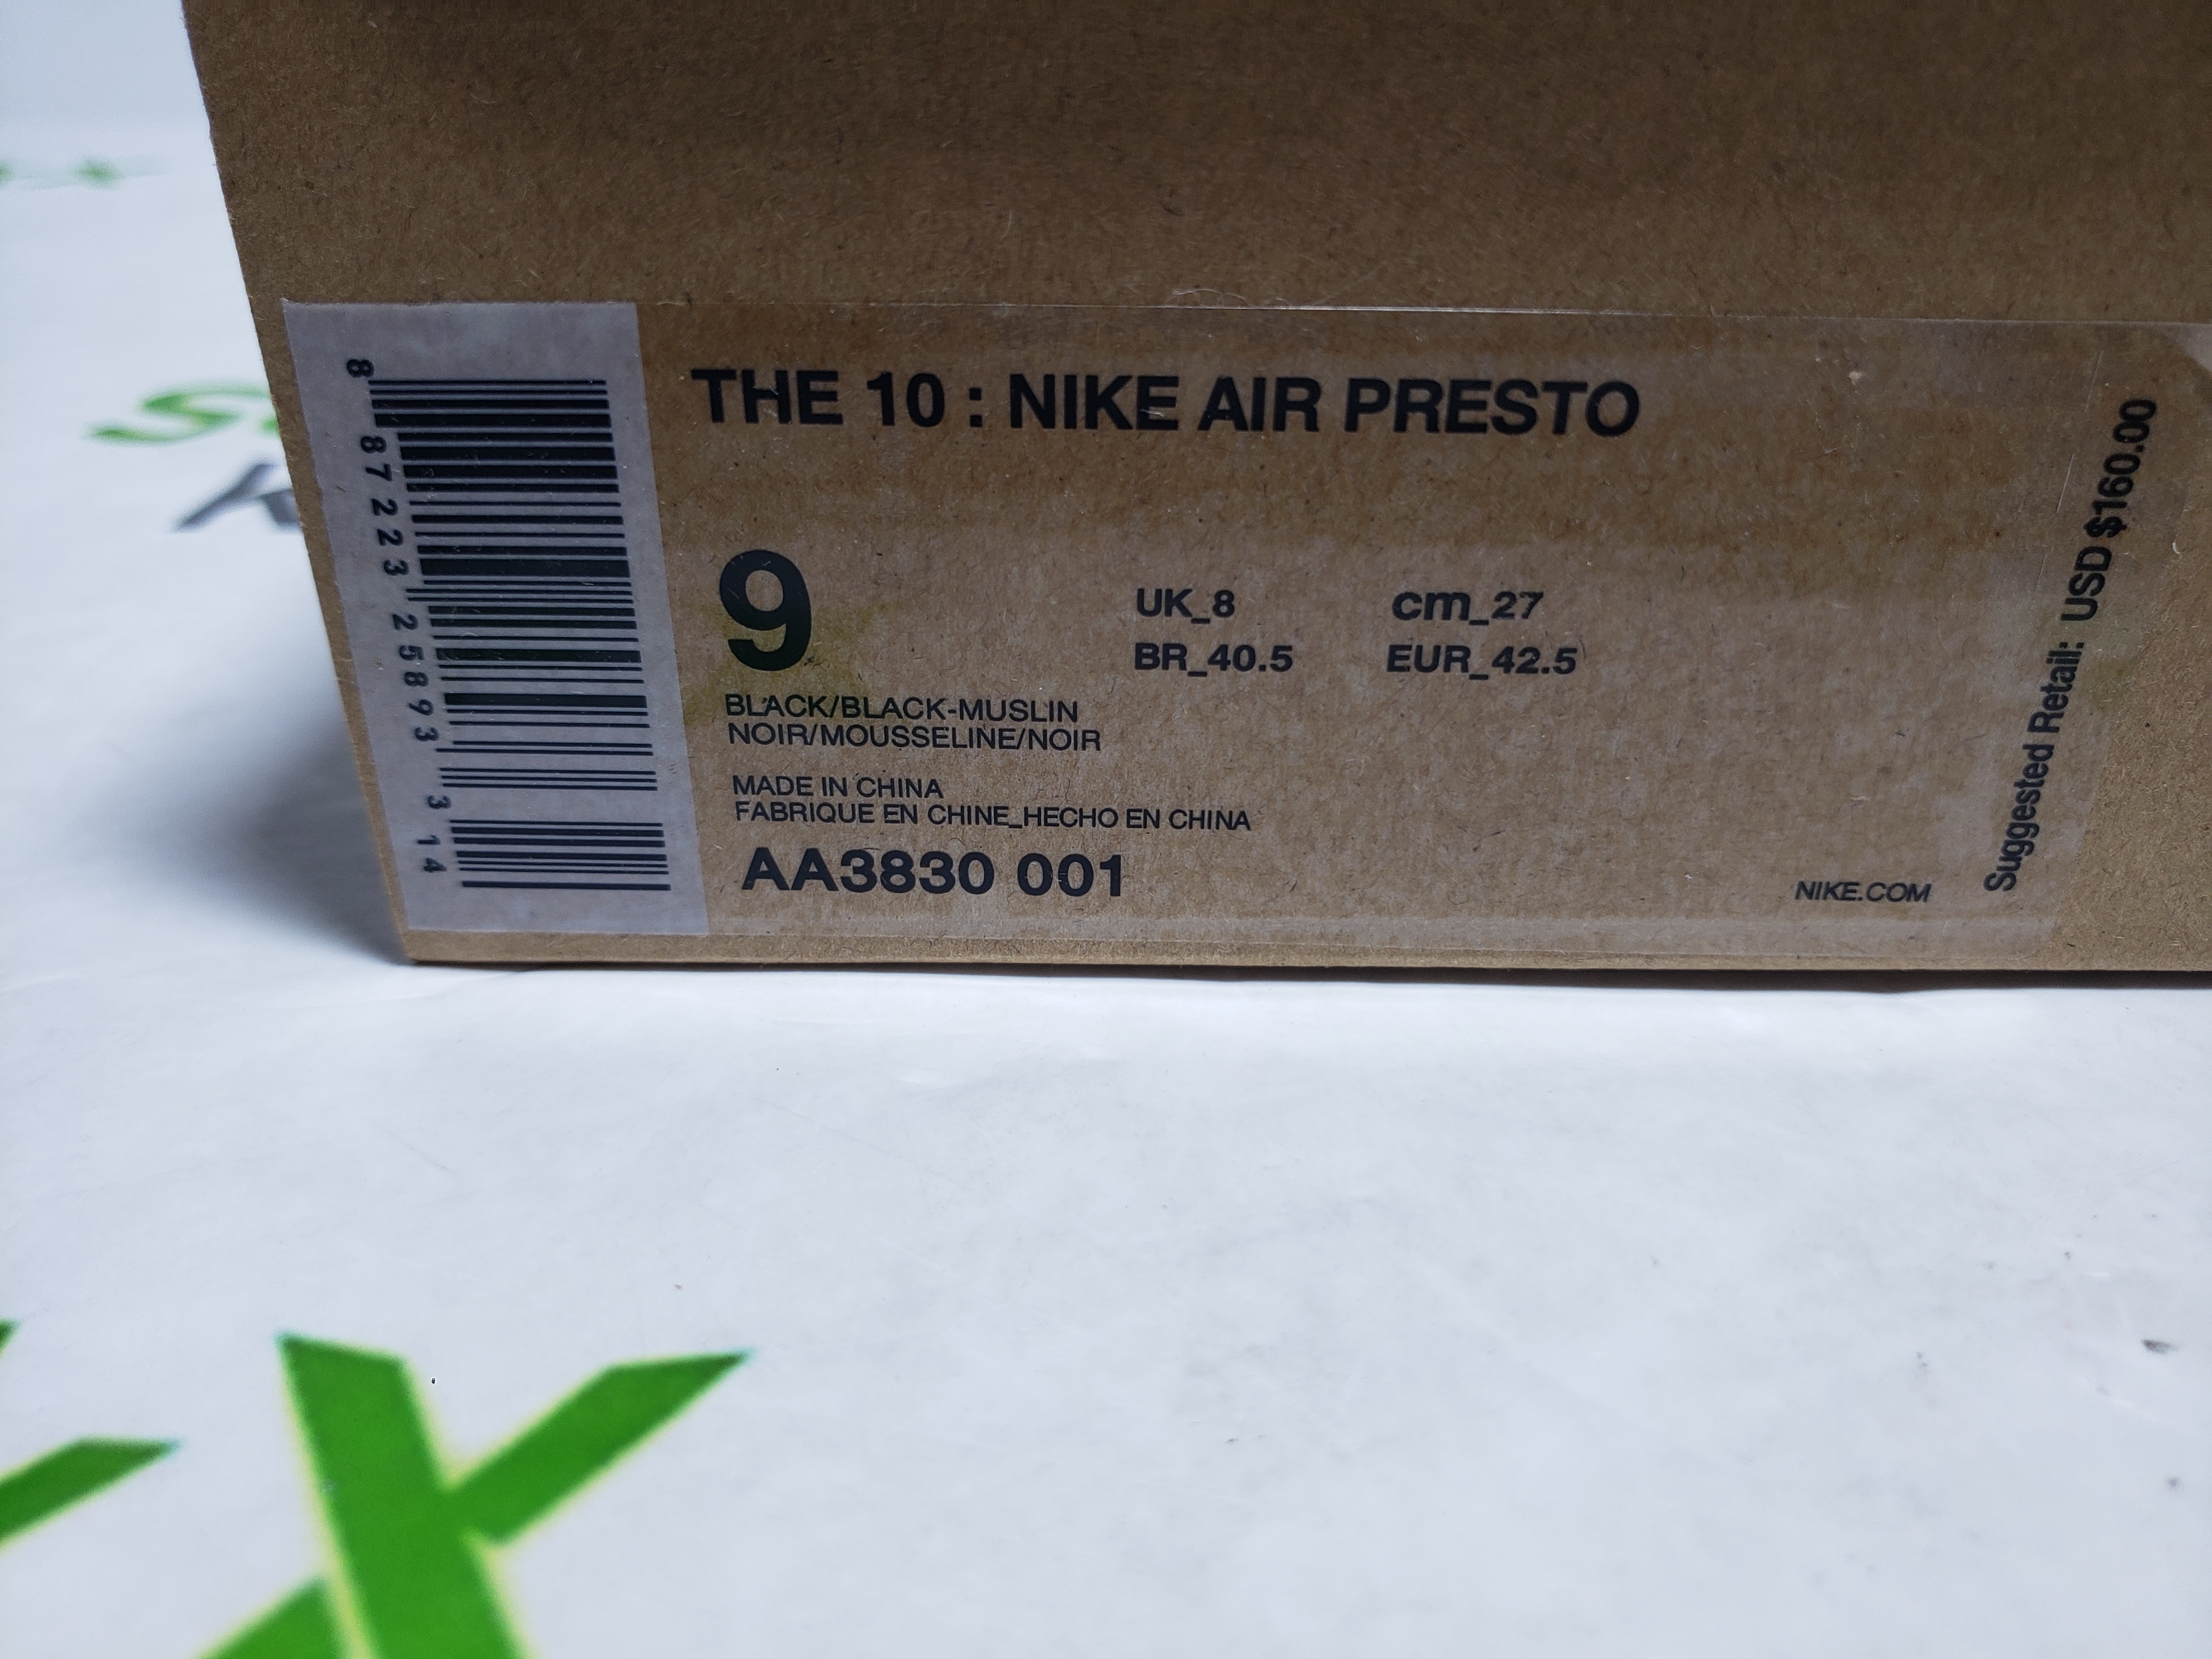 THE 10 : NIKE AIR PRESTO
9
UK_8 cm_27
BR_40.5 EUR_42.5
BLACK/BLACK-MUSLIN
NOIR/MOUSSELINE/NOIR
MADE IN CHINA
FABRIQUE EN CHINE_HECHO EN CHINA
AA3830 001
NIKE.COM
Suggested Retail: USD $160.00
8 87223 25893 3 14
X